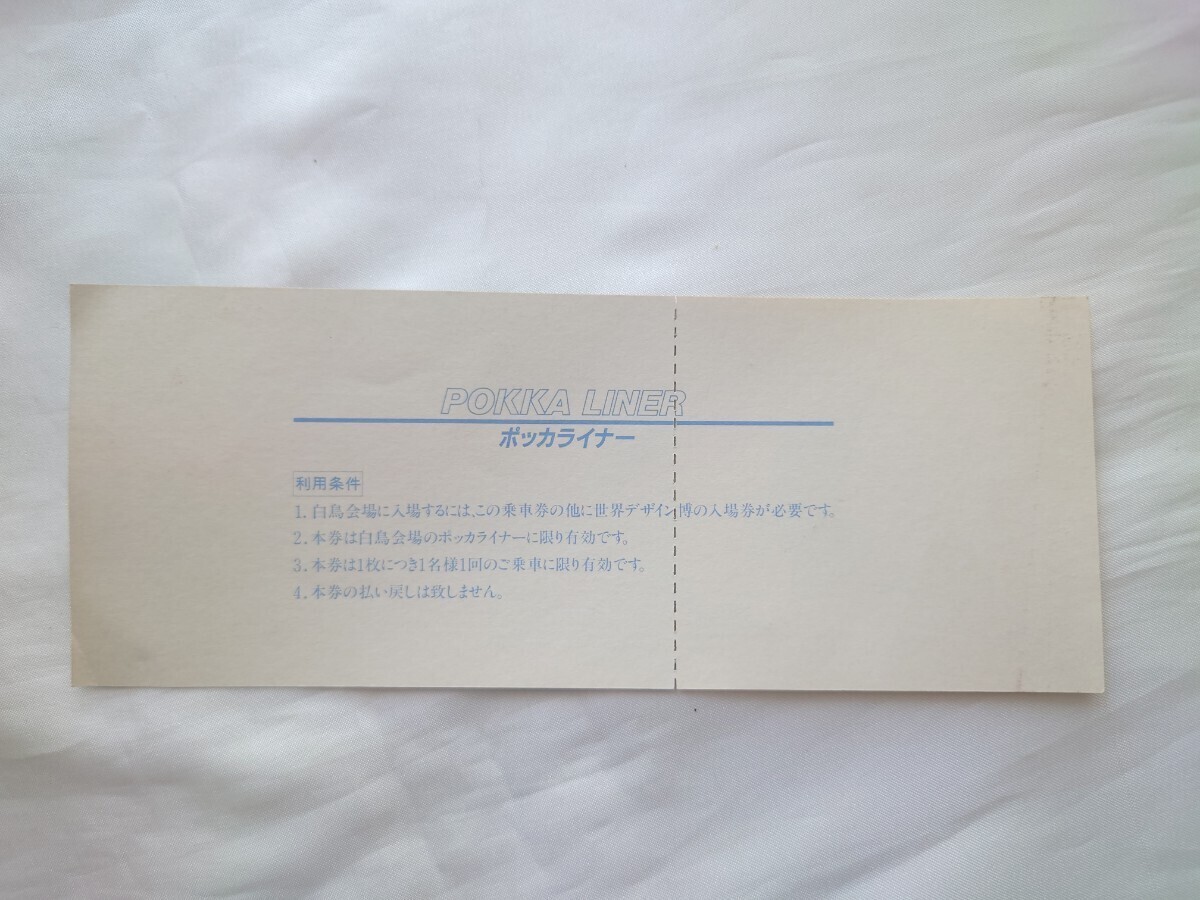 POKKA LINER
ポッカライナー
利用条件
1. 白鳥会場に入場するには、この乗車券の他に世界デザイン博の入場券が必要です。
2. 本券は白鳥会場のポッカライナーに限り有効です。
3. 本券は1枚につき1名様1回のご乗車に限り有効です。
4. 本券の払い戻しは致しません。